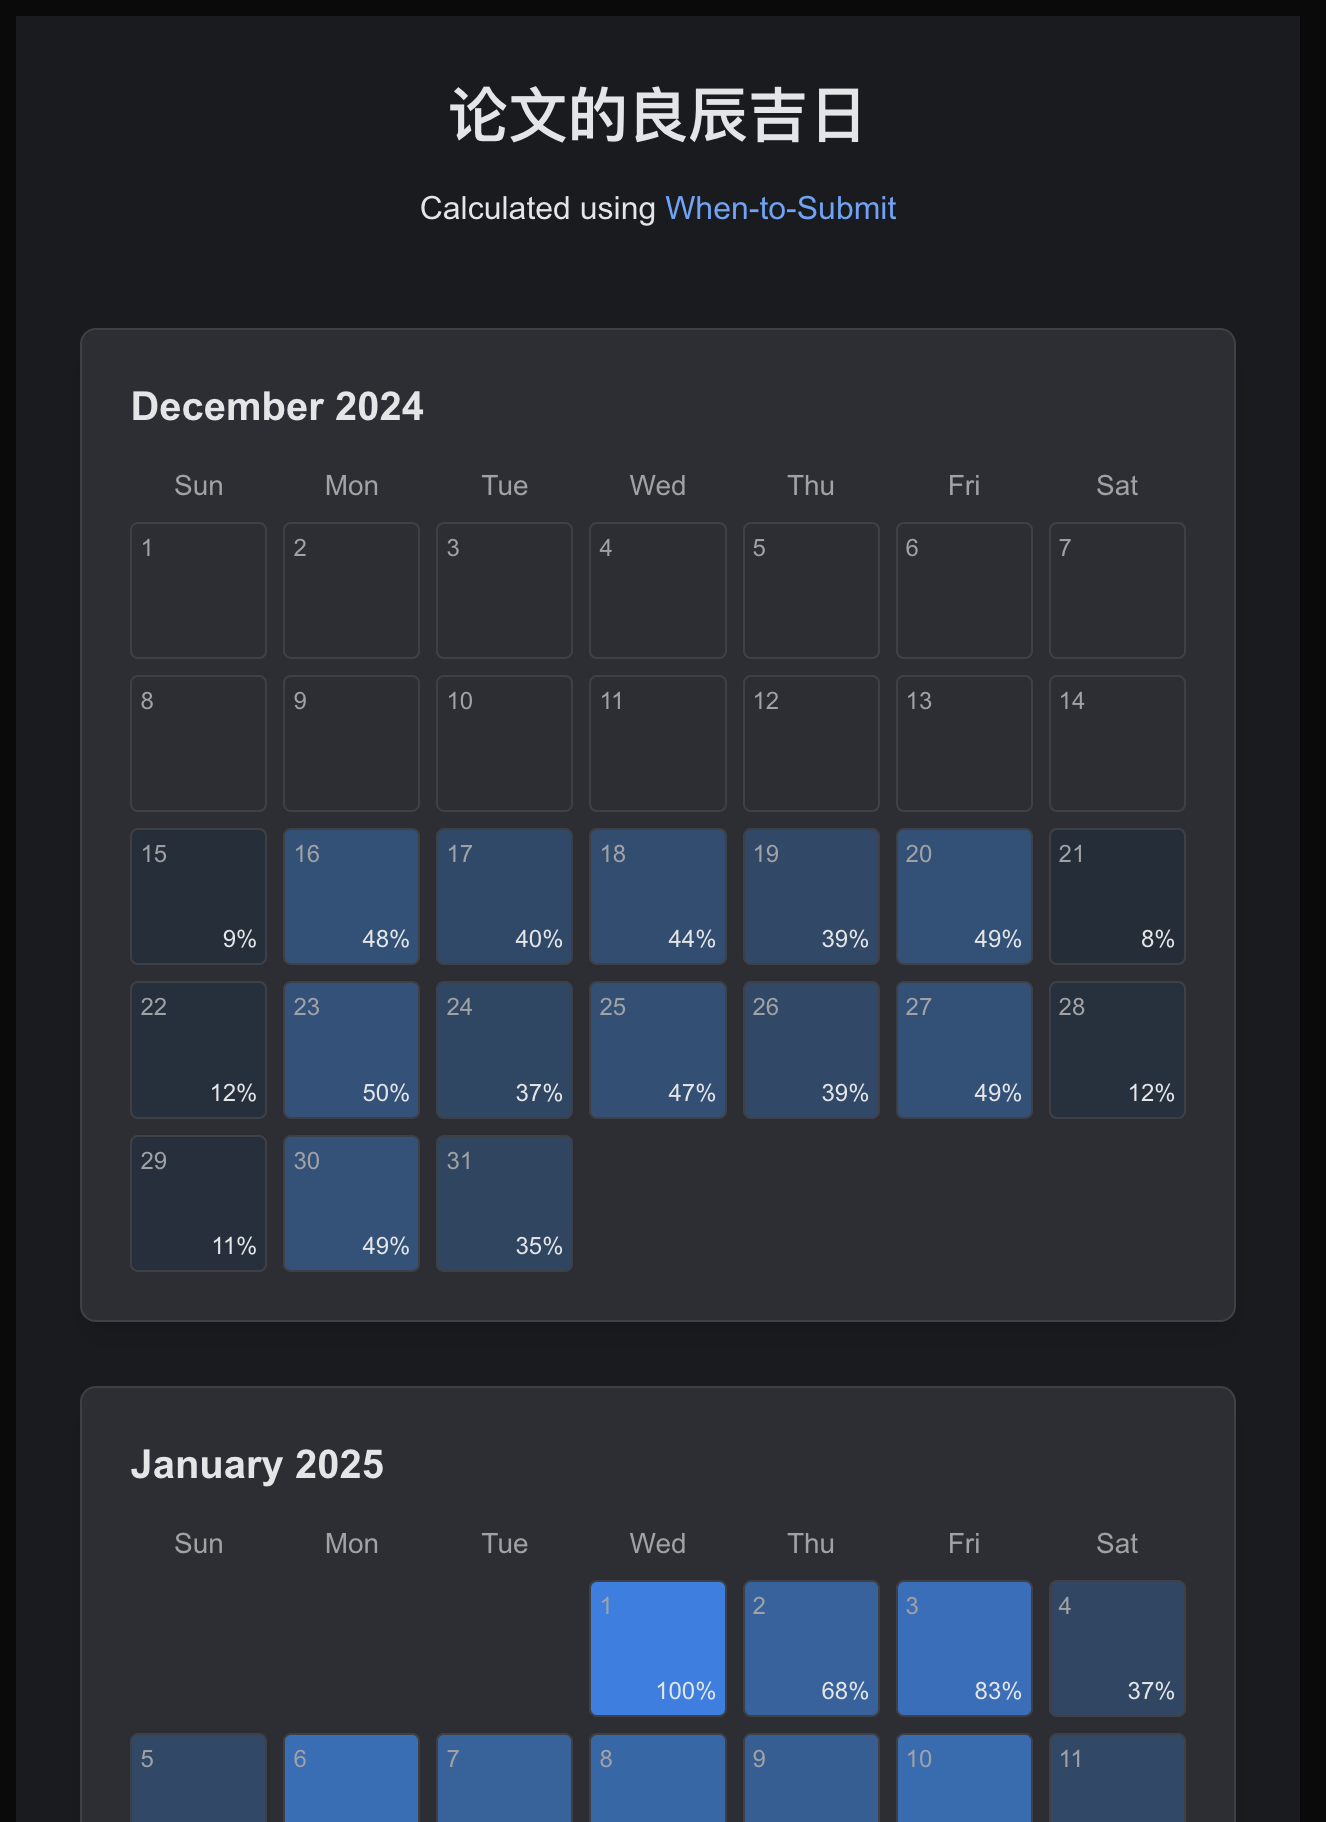 论文的良辰吉日
Calculated using When-to-Submit
December 2024
Sun Mon Tue Wed Thu Fri Sat
1 2 3 4 5 6 7
8 9 10 11 12 13 14
15 16 17 18 19 20 21
9% 48% 40% 44% 39% 49% 8%
22 23 24 25 26 27 28
12% 50% 37% 47% 39% 49% 12%
29 30 31
11% 49% 35%
January 2025
Sun Mon Tue Wed Thu Fri Sat
1 2 3 4
100% 68% 83% 37%
5 6 7 8 9 10 11